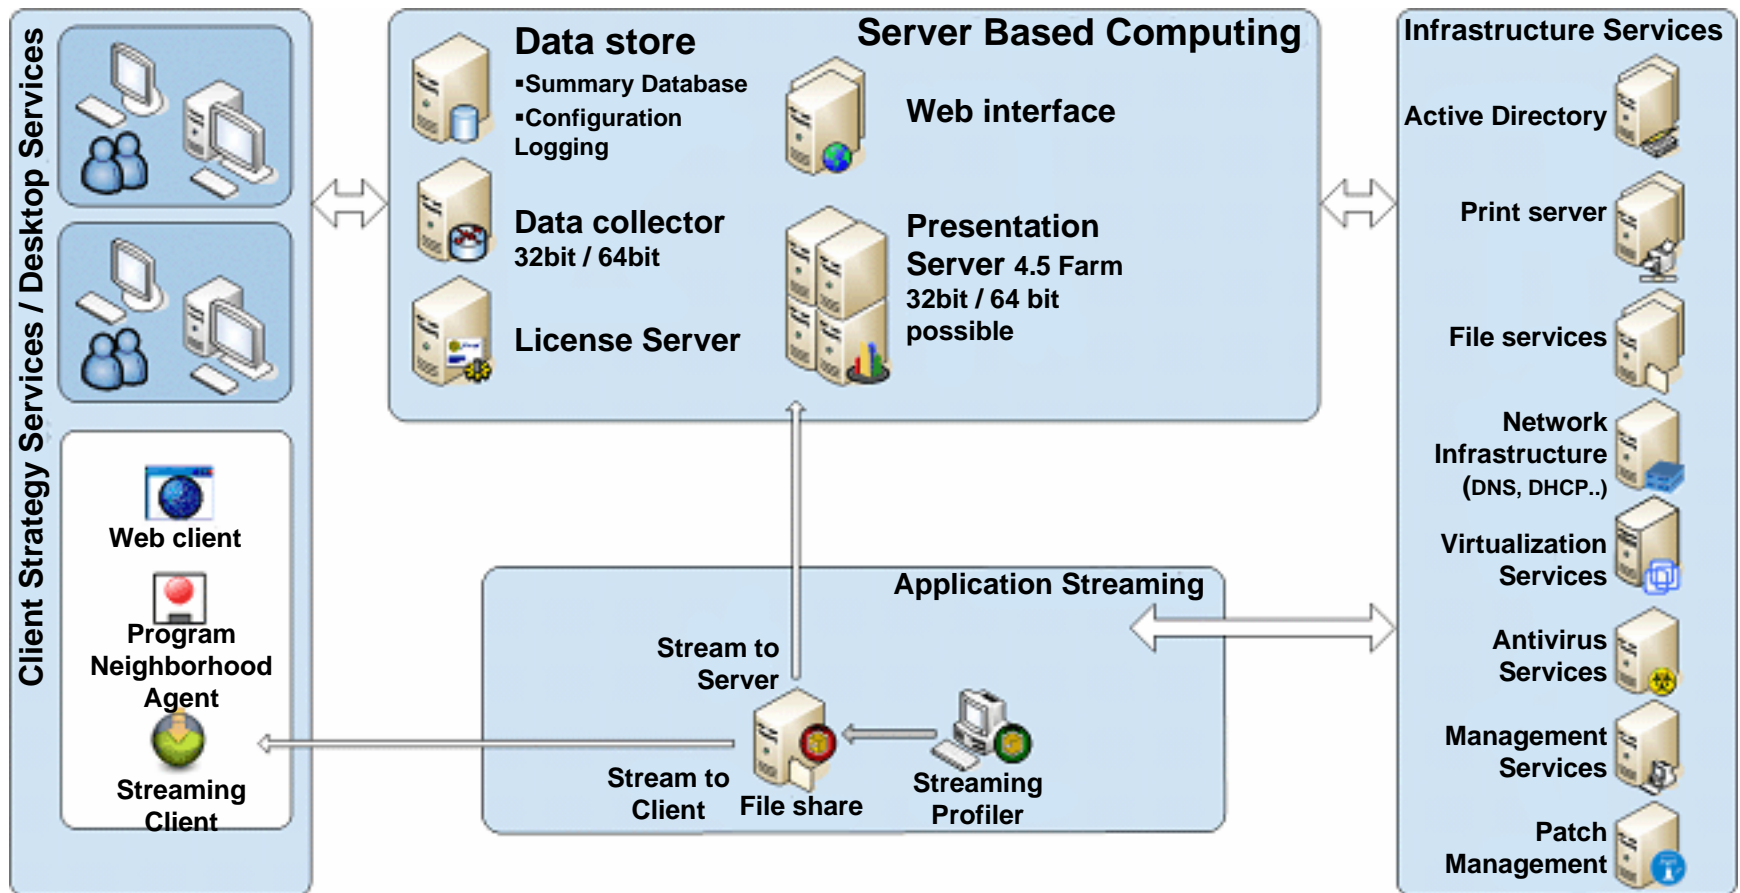 Client Strategy Services / Desktop Services
Web client
Program
Neighborhood
Agent
Streaming
Client
Server Based Computing
Data store
▪Summary Database
▪Configuration
Logging
Data collector
32bit / 64bit
License Server
Web interface
Presentation
Server 4.5 Farm
32bit / 64 bit
possible
Application Streaming
Stream to
Server
Stream to
Client
File share
Streaming
Profiler
Infrastructure Services
Active Directory
Print server
File services
Network
Infrastructure
(DNS, DHCP..)
Virtualization
Services
Antivirus
Services
Management
Services
Patch
Management